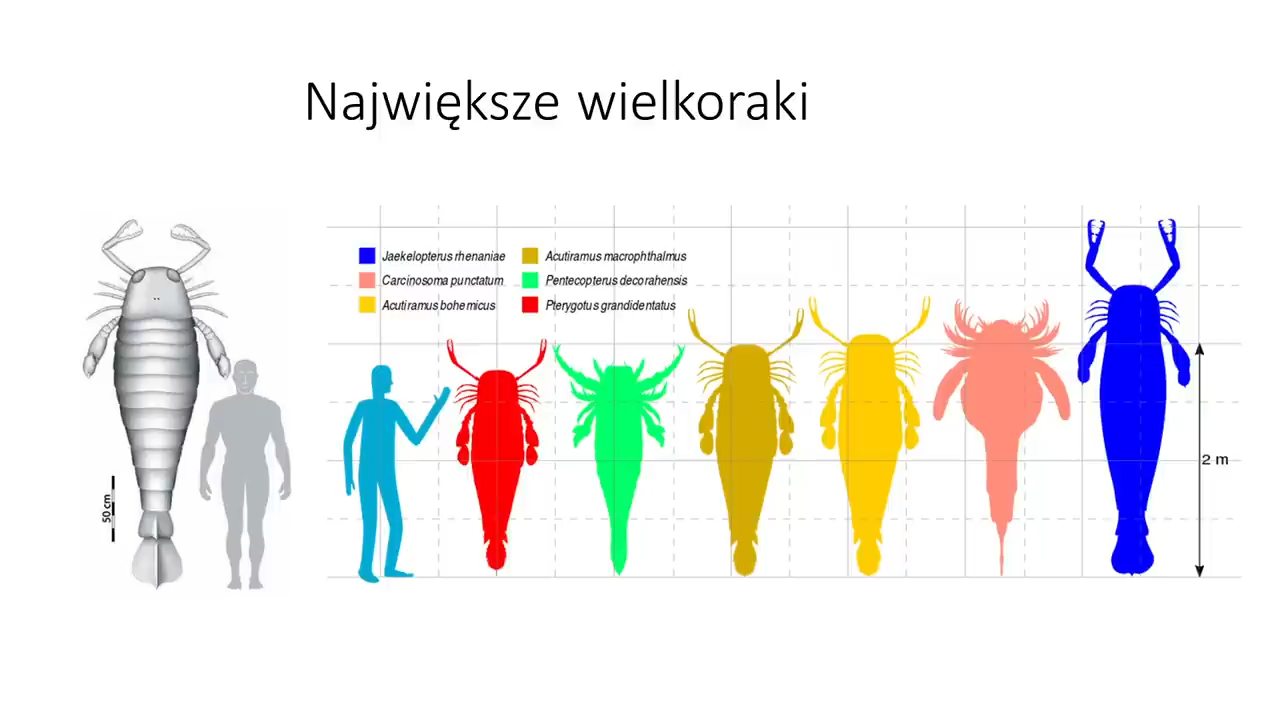 Największe wielkoraki
Jaekelopterus rhenaniae
Acutiramus macrophthalmus
Carcinosoma punctatum
Pentecopterus decorahensis
Acutiramus bohemicus
Pterygotus grandidentatus
50 cm
2 m